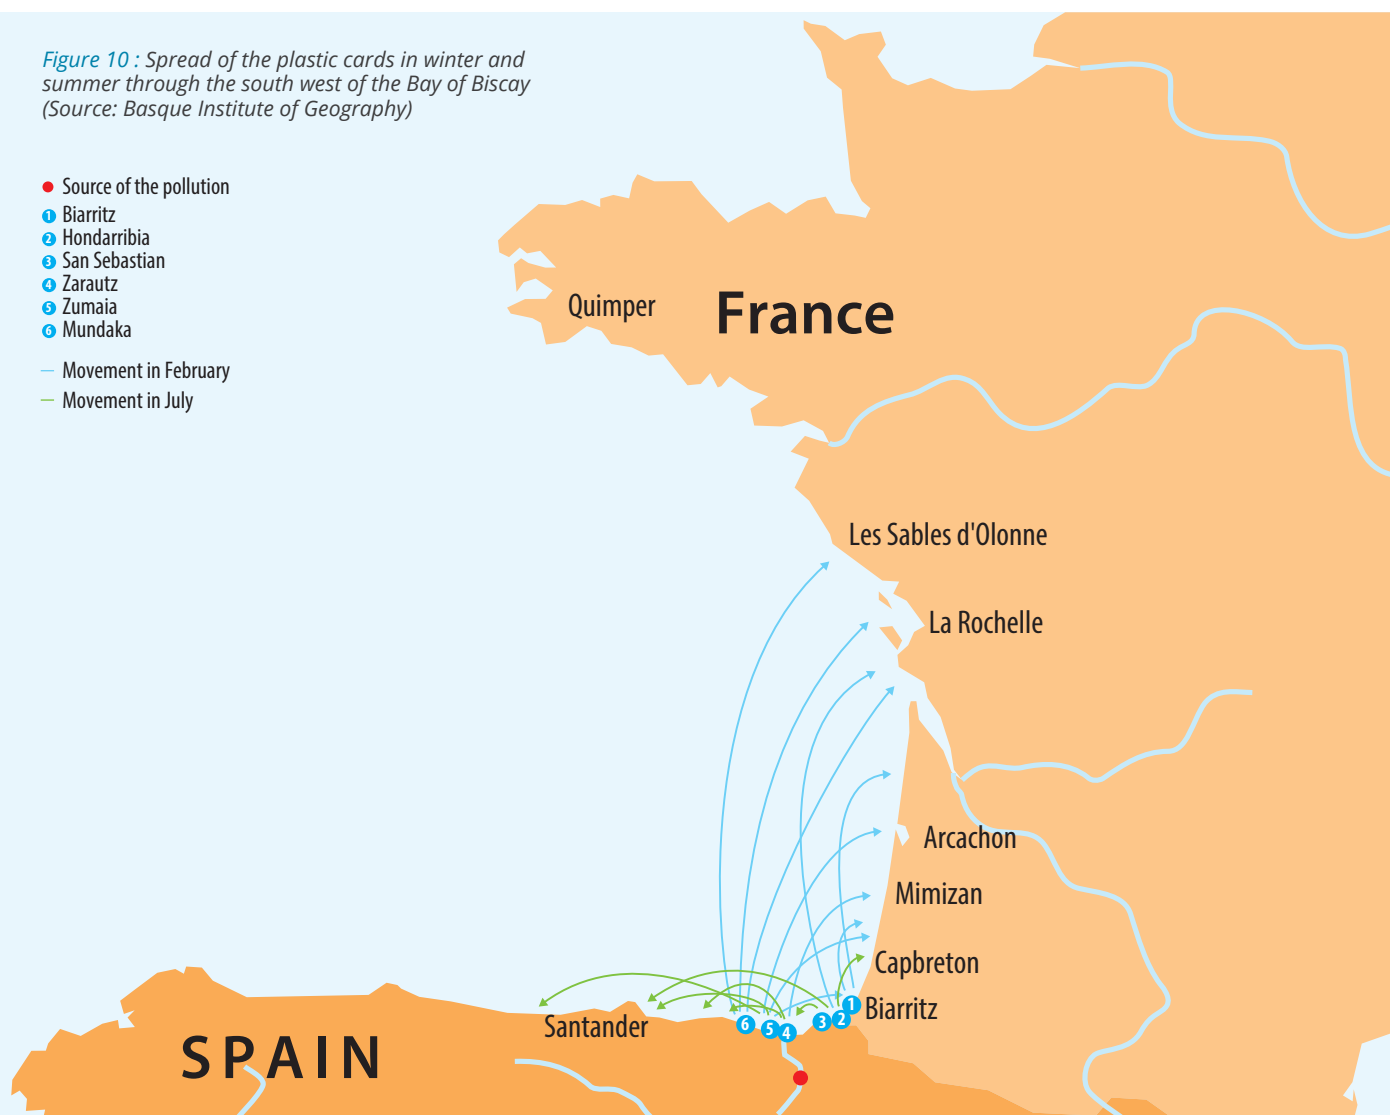 Figure 10 : Spread of the plastic cards in winter and
summer through the south west of the Bay of Biscay
(Source: Basque Institute of Geography)
Source of the pollution
1 Biarritz
2 Hondarribia
3 San Sebastian
4 Zarautz
5 Zumaia
6 Mundaka
Movement in February
Movement in July
Quimper
France
Les Sables d'Olonne
La Rochelle
Arcachon
Mimizan
Capbreton
1
Biarritz
Santander
6
5
4
3
2
SPAIN